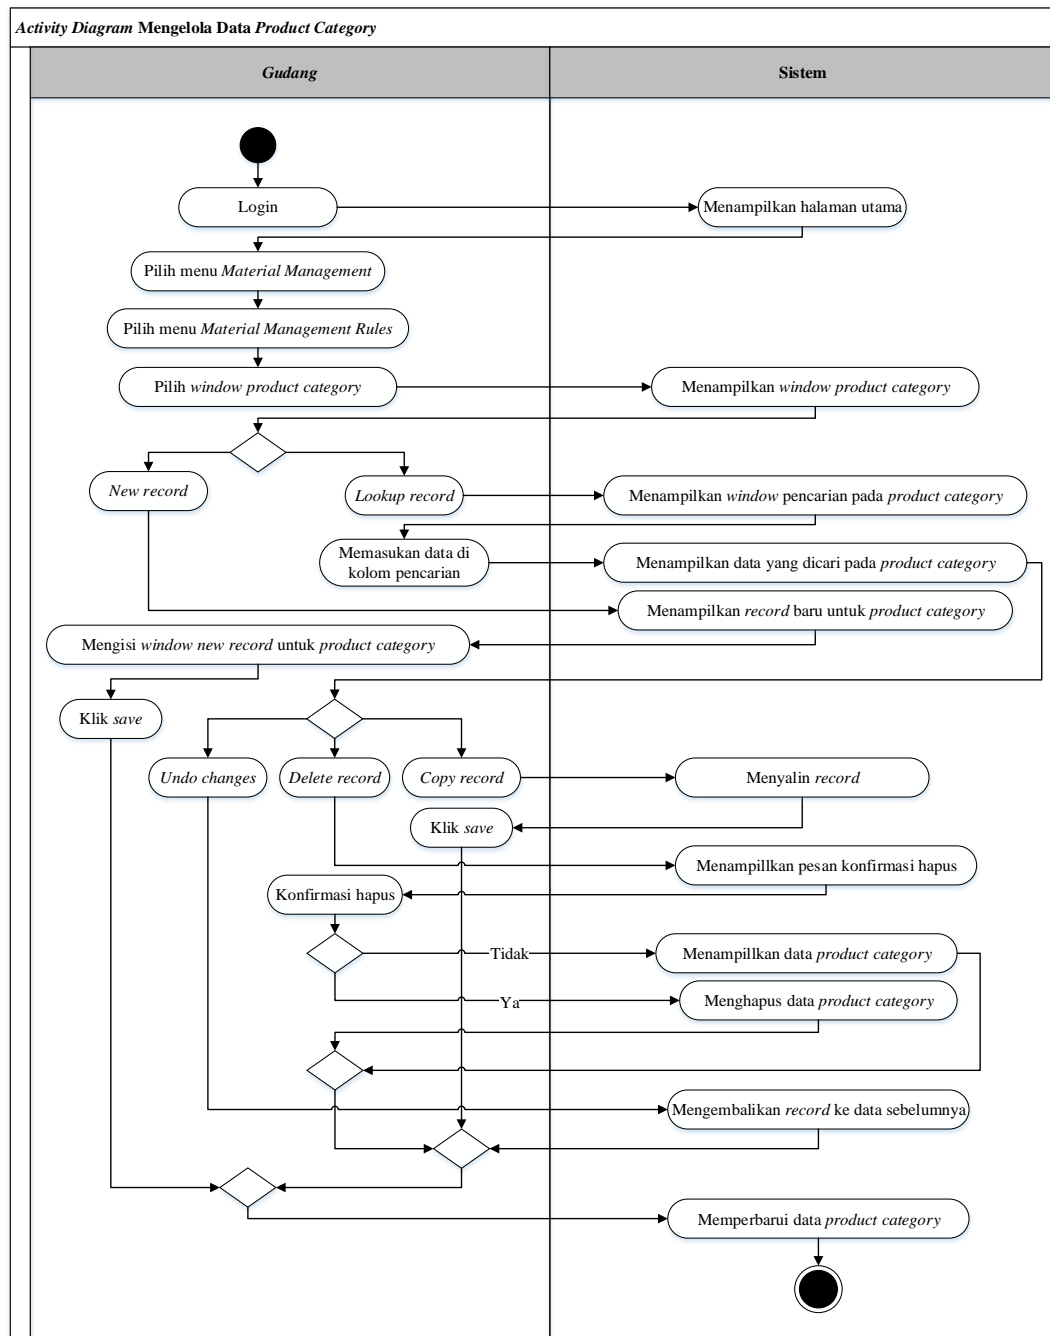 Activity Diagram Mengelola Data Product Category
Gudang
Sistem
Login
Menampilkan halaman utama
Pilih menu Material Management
Pilih menu Material Management Rules
Pilih window product category
Menampilkan window product category
New record
Lookup record
Menampilkan window pencarian pada product category
Memasukan data di
kolom pencarian
Menampilkan data yang dicari pada product category
Menampilkan record baru untuk product category
Mengisi window new record untuk product category
Klik save
Undo changes
Delete record
Copy record
Menyalin record
Klik save
Menampillkan pesan konfirmasi hapus
Konfirmasi hapus
Tidak
Menampillkan data product category
Ya
Menghapus data product category
Mengembalikan record ke data sebelumnya
Memperbarui data product category